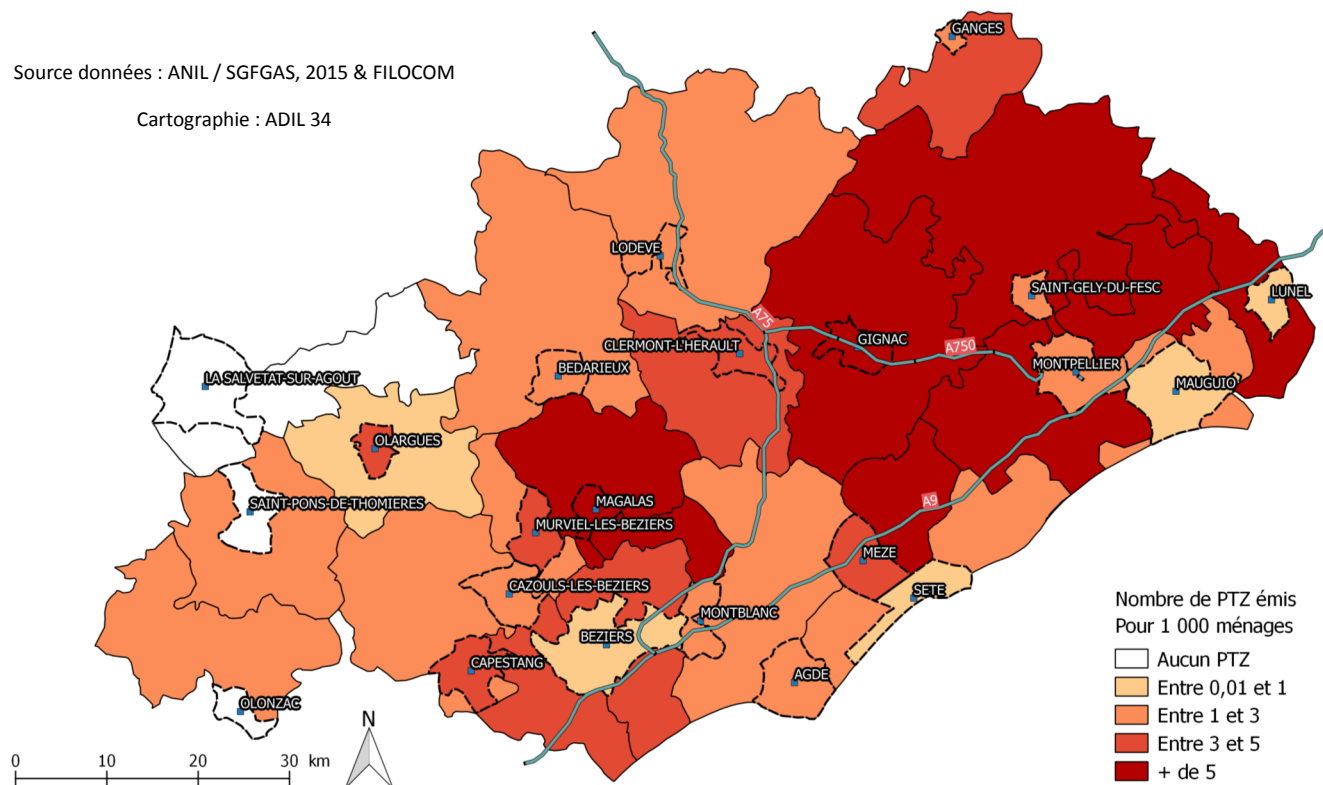 GANGES
Source données : ANIL / SGFGAS, 2015 & FILOCOM
Cartographie : ADIL 34
LODEVE
SAINT-GELY-DU-FESC
LUNEL
A75
CLERMONT-L'HERAULT
GIGNAC
A750
MONTPELLIER
BEDARIEUX
LA SALVETAT-SUR-AGOUT
MAUGUIO
OLARGUES
SAINT-PONS-DE-THOMIERES
MAGALAS
A9
MURVIEL-LES-BEZIERS
MEZE
CAZOULS-LES-BEZIERS
SETE
MONTBLANC
BEZIERS
CAPESTANG
AGDE
OLONZAC
N
0 10 20 30 km
Nombre de PTZ émis
Pour 1 000 ménages
Aucun PTZ
Entre 0,01 et 1
Entre 1 et 3
Entre 3 et 5
+ de 5